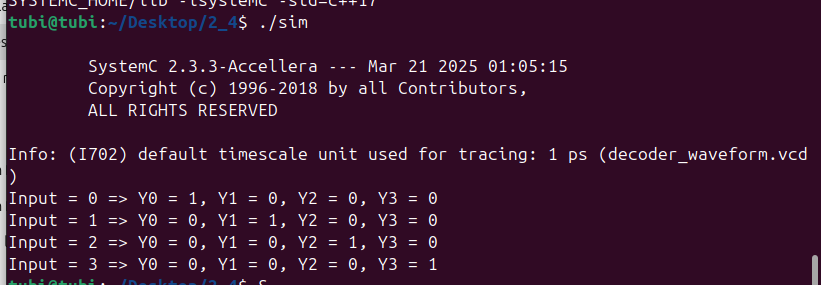 SYSTEMC_HOME/lib -lsystemc -std=c++17
tubi@tubi:~/Desktop/2_4$ ./sim
SystemC 2.3.3-Accellera --- Mar 21 2025 01:05:15
Copyright (c) 1996-2018 by all Contributors,
ALL RIGHTS RESERVED
Info: (I702) default timescale unit used for tracing: 1 ps (decoder_waveform.vcd
)
Input = 0 => Y0 = 1, Y1 = 0, Y2 = 0, Y3 = 0
Input = 1 => Y0 = 0, Y1 = 1, Y2 = 0, Y3 = 0
Input = 2 => Y0 = 0, Y1 = 0, Y2 = 1, Y3 = 0
Input = 3 => Y0 = 0, Y1 = 0, Y2 = 0, Y3 = 1
tubi@tubi:~/Desktop/2_4$